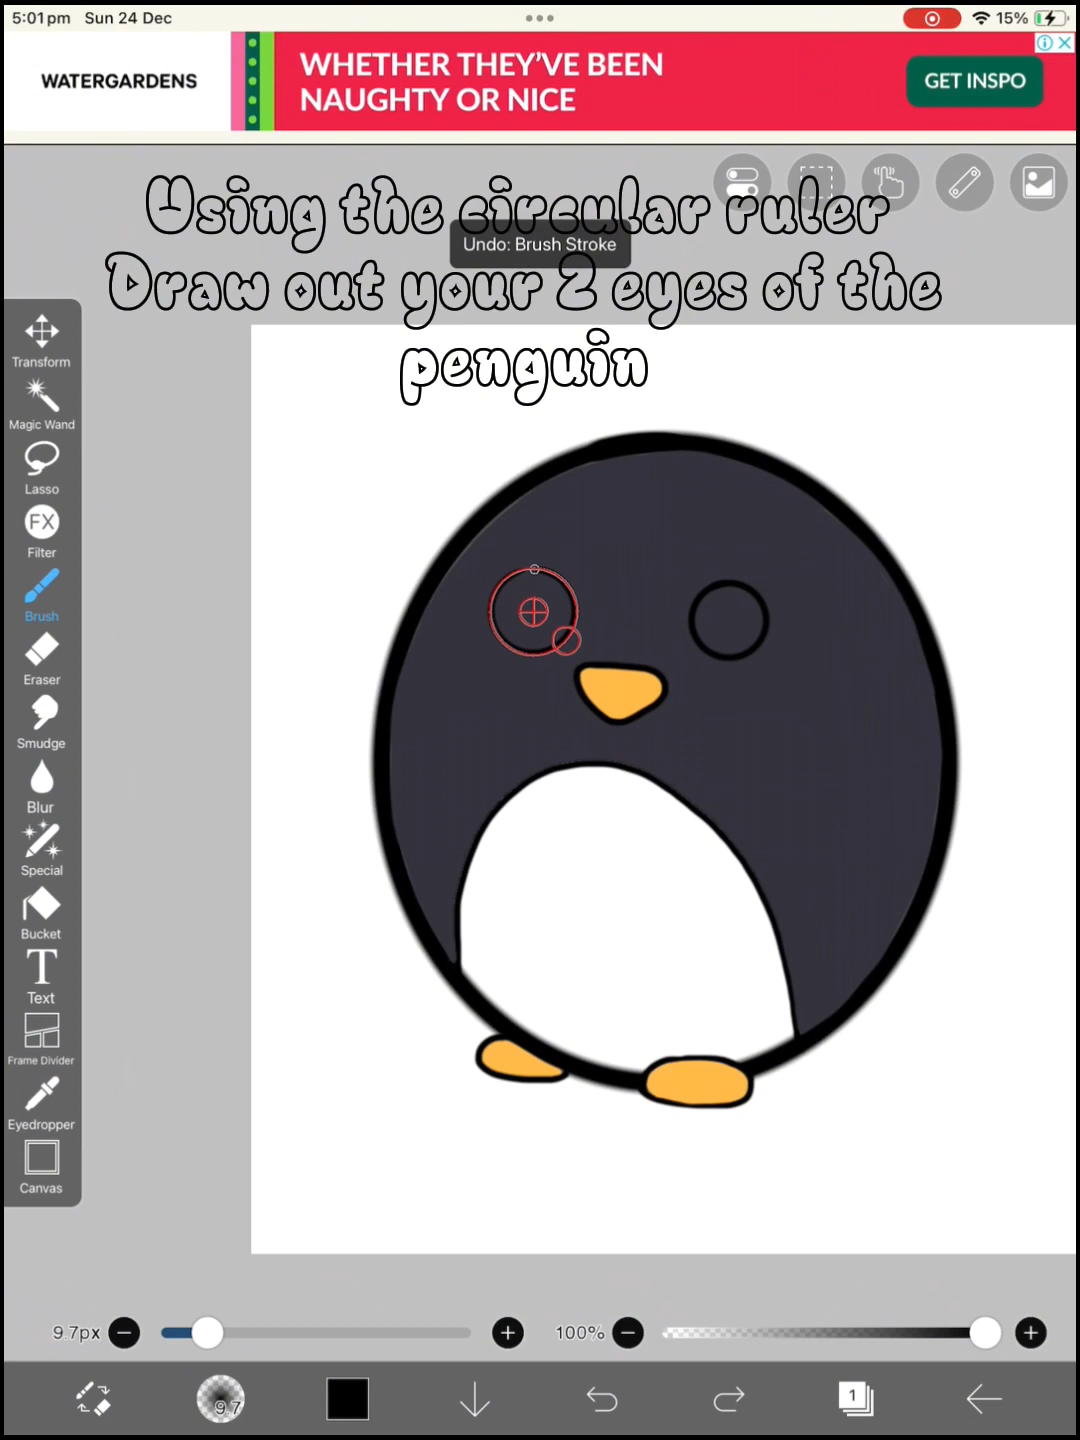 5:01pm Sun 24 Dec
15%
WATERGARDENS
WHETHER THEY'VE BEEN
NAUGHTY OR NICE
GET INSPO
Using the circular ruler
Undo: Brush Stroke
Draw out your 2 eyes of the
penguin
Transform
Magic Wand
Lasso
FX
Filter
Brush
Eraser
Smudge
Blur
Special
Bucket
T
Text
Frame Divider
Eyedropper
Canvas
9.7px
100%
9.7
1